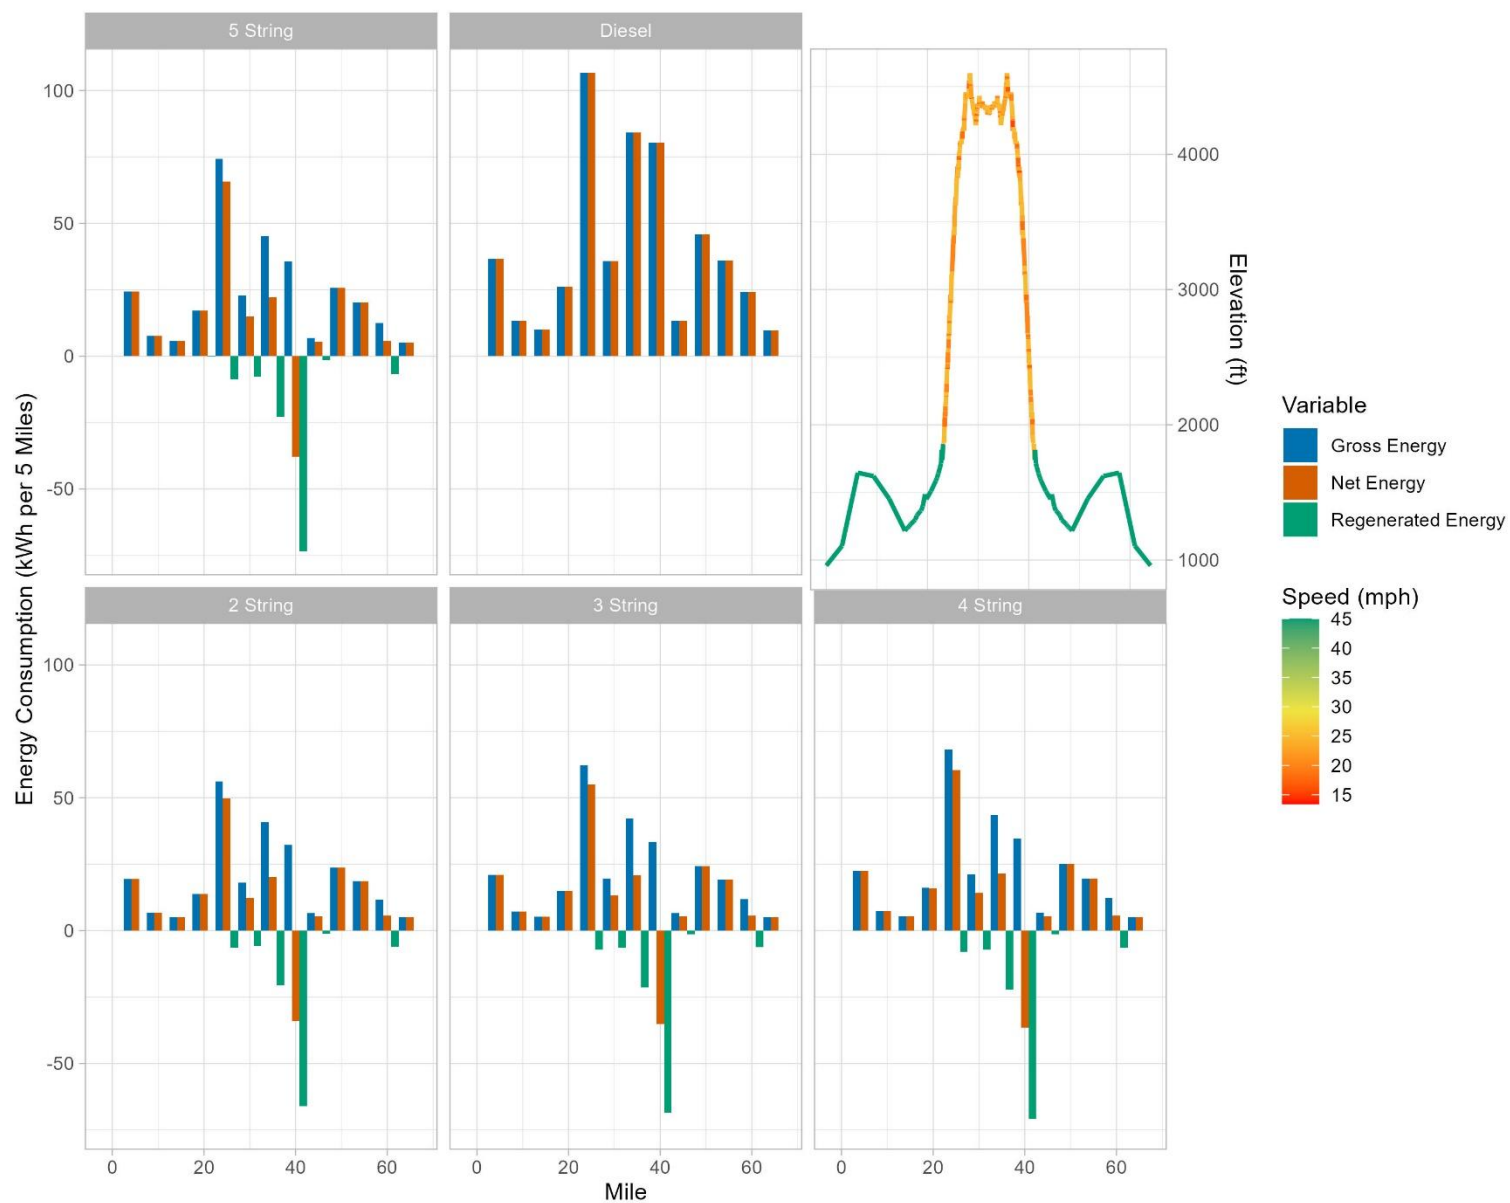 5 String
Diesel
100
50
0
-50
4000
3000
2000
1000
Elevation (ft)
Energy Consumption (kWh per 5 Miles)
2 String
3 String
4 String
100
50
0
-50
0 20 40 60
0 20 40 60
0 20 40 60
Mile
Variable
Gross Energy
Net Energy
Regenerated Energy
Speed (mph)
45
40
35
30
25
20
15